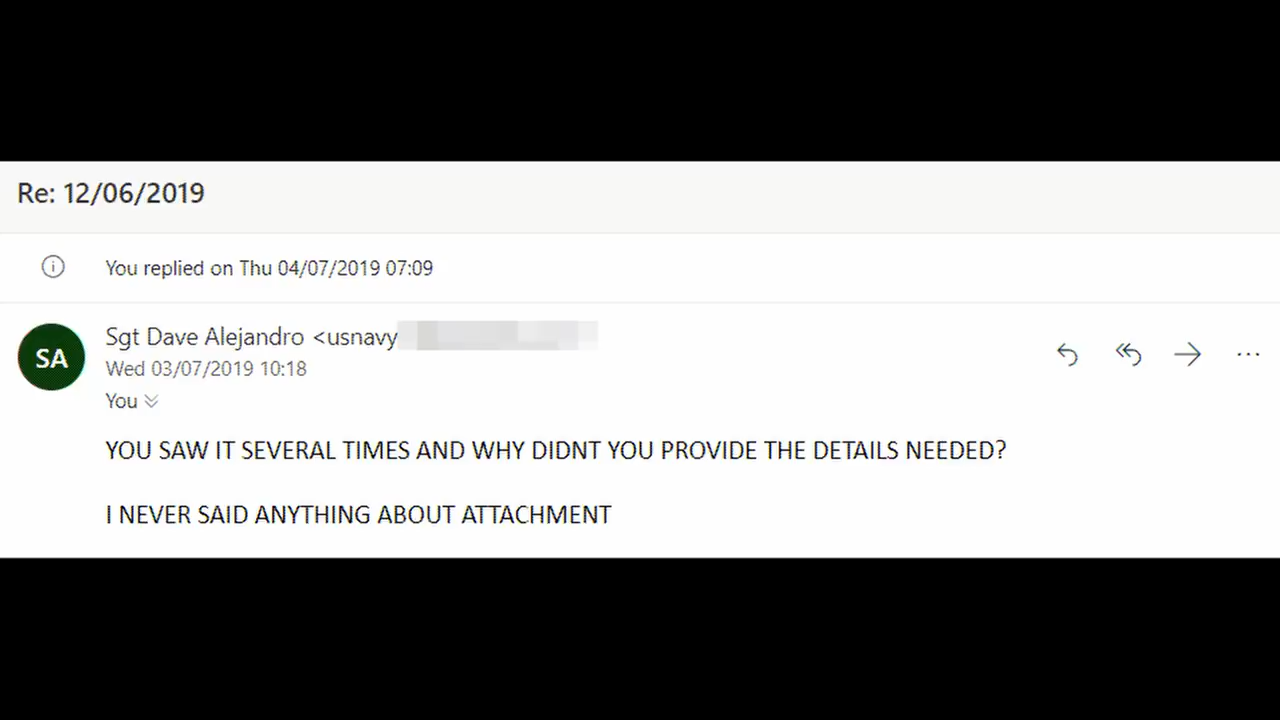 Re: 12/06/2019
You replied on Thu 04/07/2019 07:09
SA
Sgt Dave Alejandro <usnavy
Wed 03/07/2019 10:18
You
YOU SAW IT SEVERAL TIMES AND WHY DIDNT YOU PROVIDE THE DETAILS NEEDED?
I NEVER SAID ANYTHING ABOUT ATTACHMENT